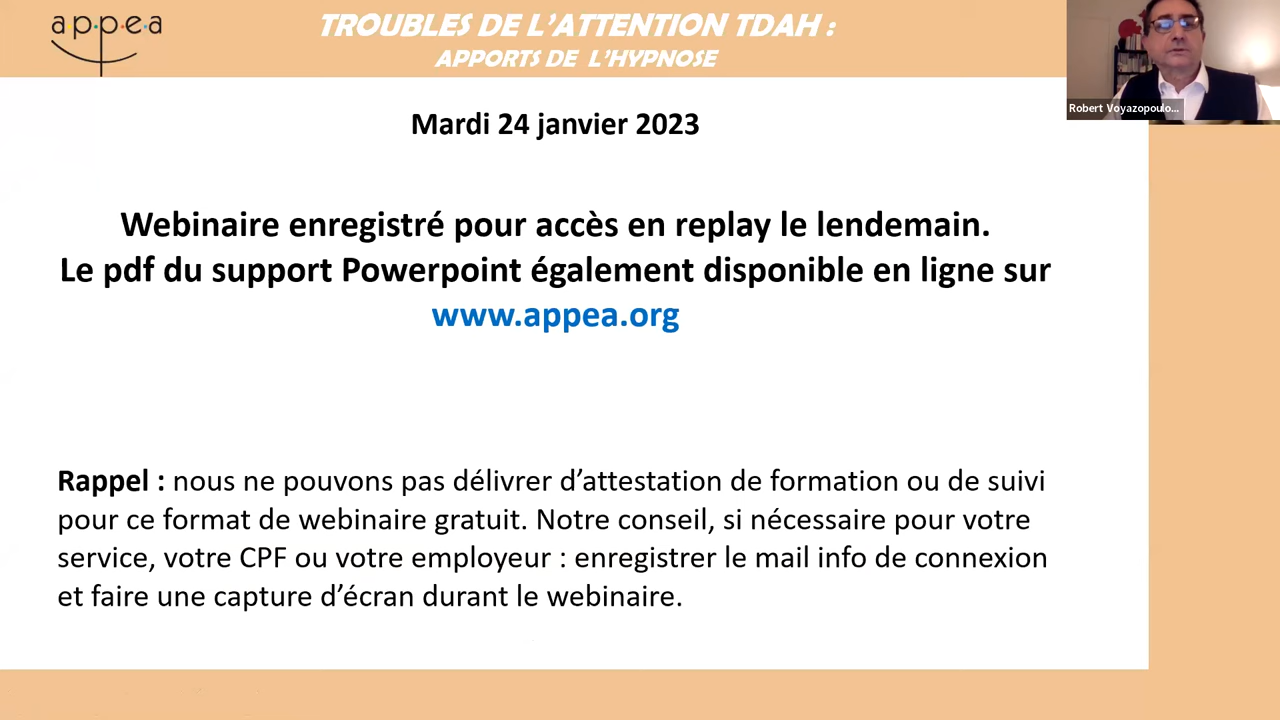 appea
TROUBLES DE L’ATTENTION TDAH :
APPORTS DE L’HYPNOSE
Robert Voyazopoulo...
Mardi 24 janvier 2023
Webinaire enregistré pour accès en replay le lendemain.
Le pdf du support Powerpoint également disponible en ligne sur
www.appea.org
Rappel : nous ne pouvons pas délivrer d’attestation de formation ou de suivi
pour ce format de webinaire gratuit. Notre conseil, si nécessaire pour votre
service, votre CPF ou votre employeur : enregistrer le mail info de connexion
et faire une capture d’écran durant le webinaire.